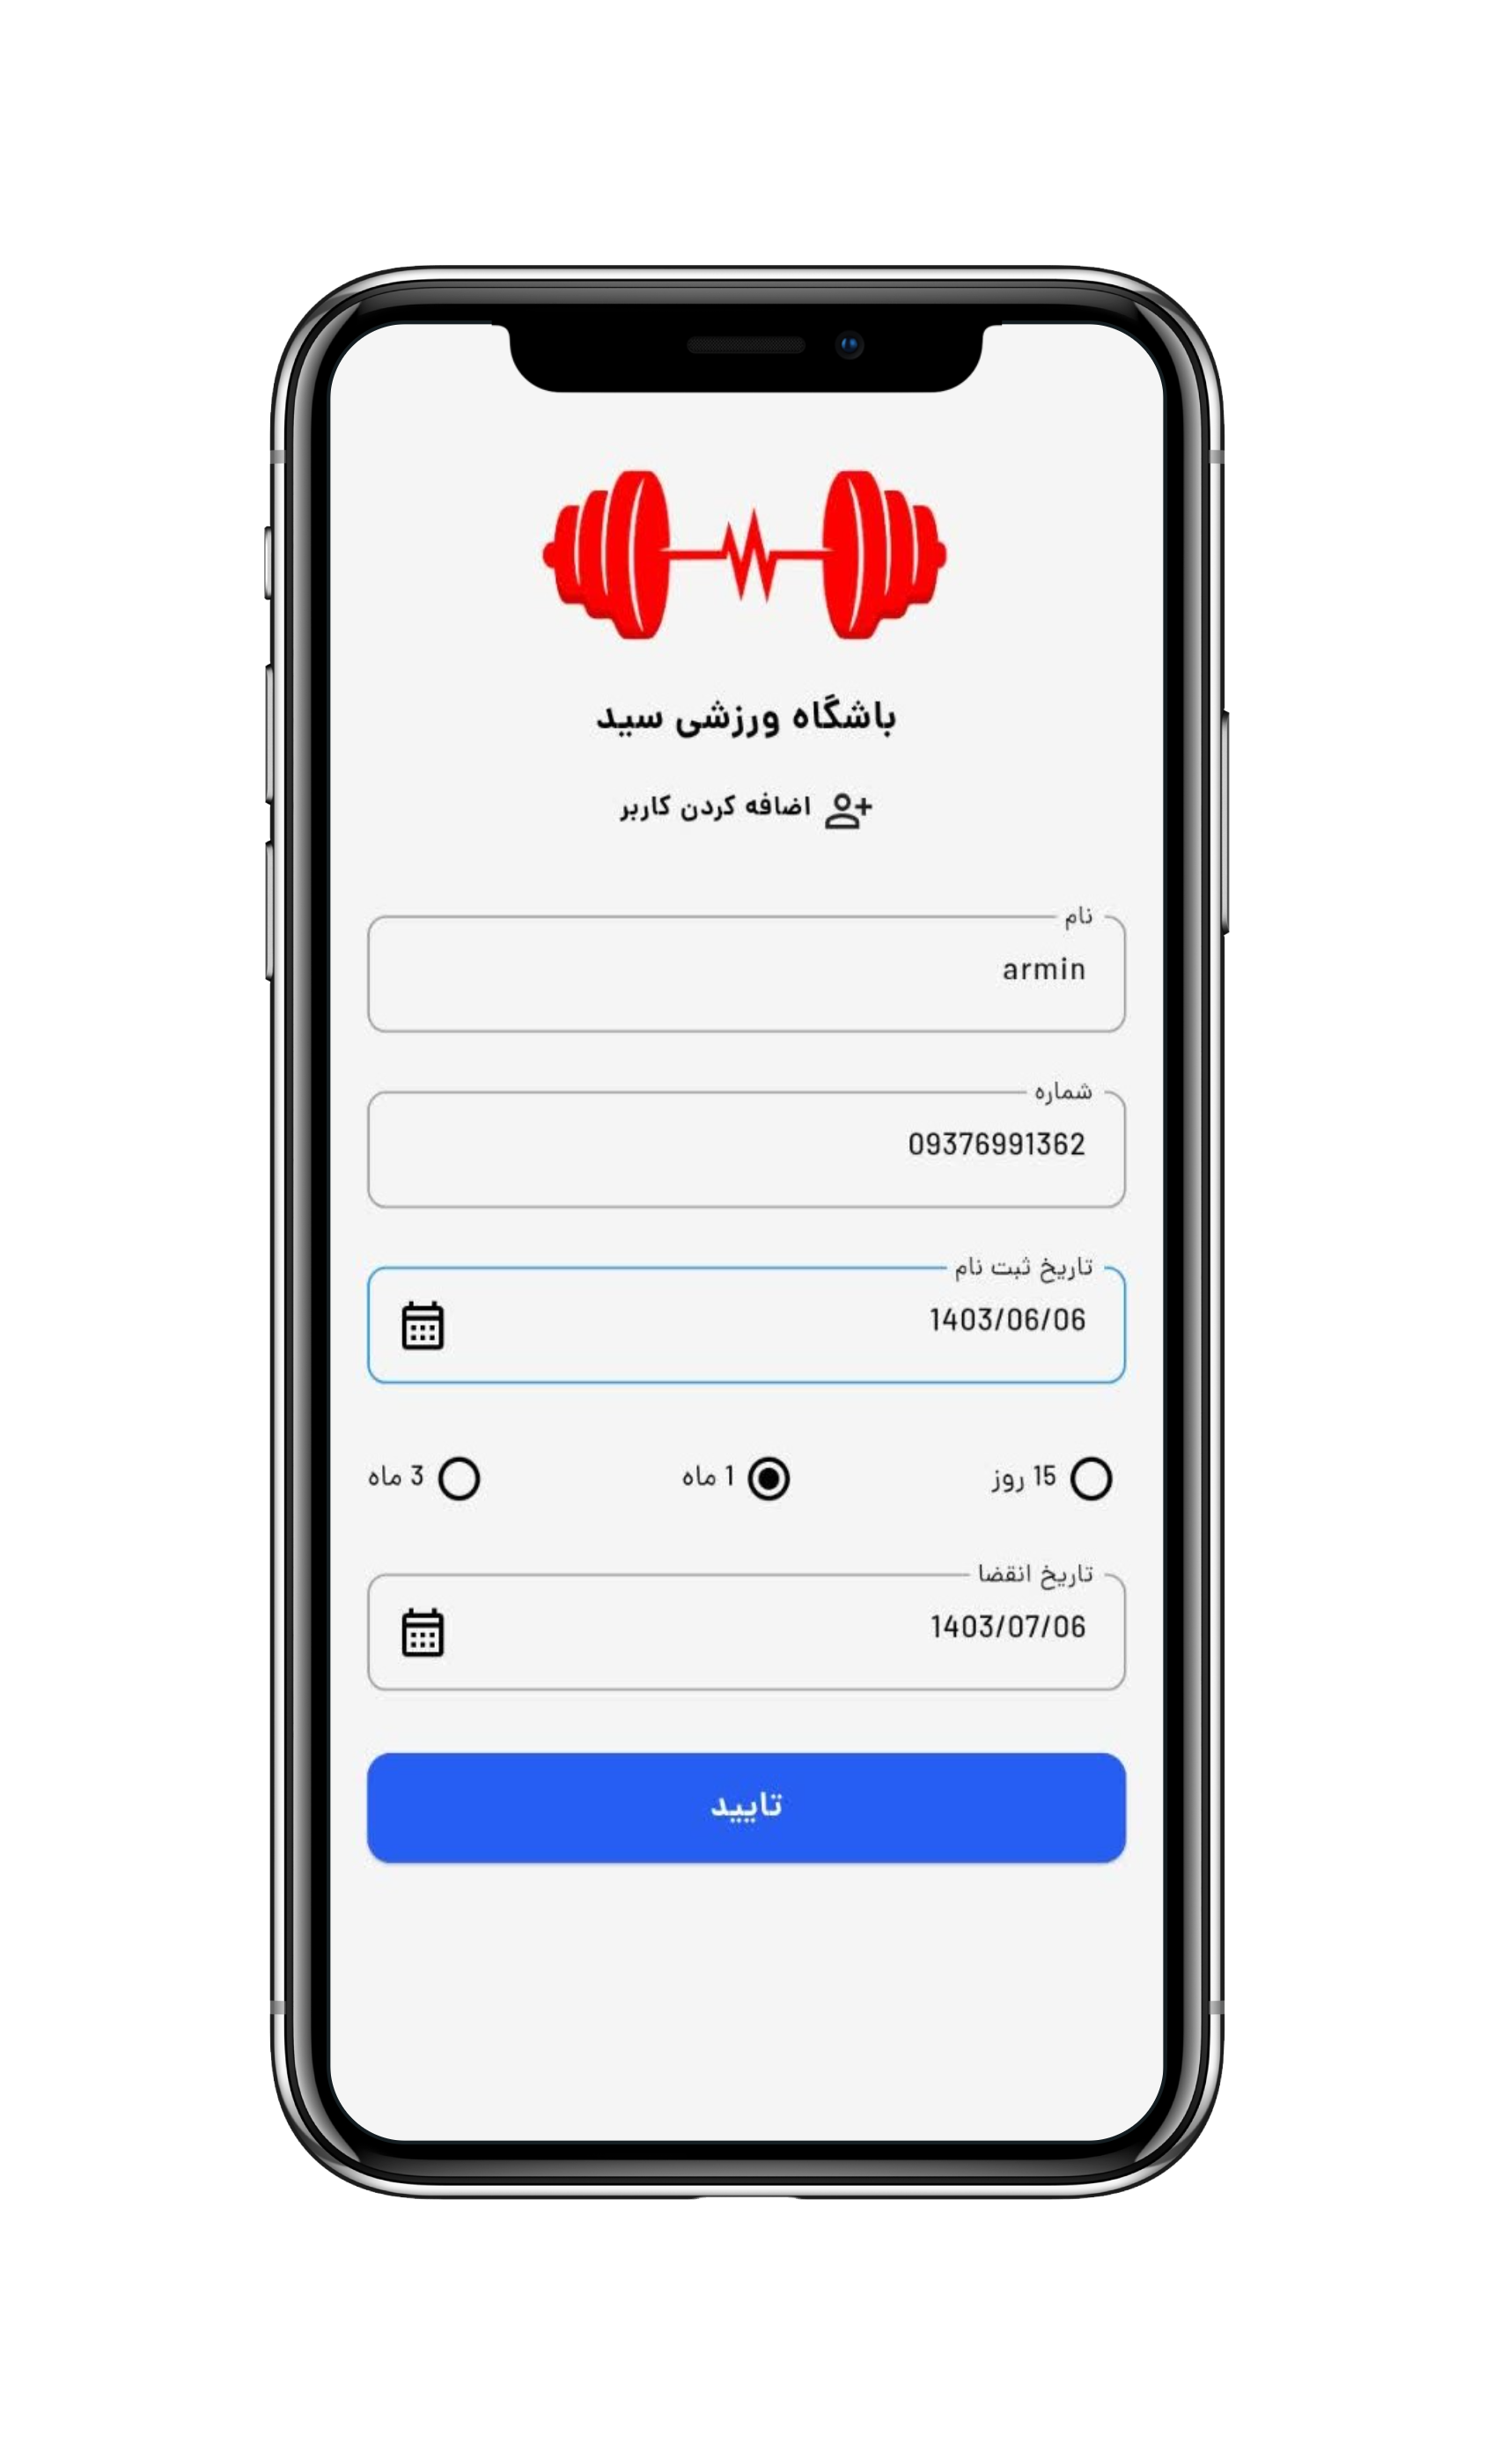 باشگاه ورزشی سید
اضافه کردن کاربر
نام
armin
شماره
09376991362
تاریخ ثبت نام
1403/06/06
15 روز 1 ماه 3 ماه
تاریخ انقضا
1403/07/06
تایید